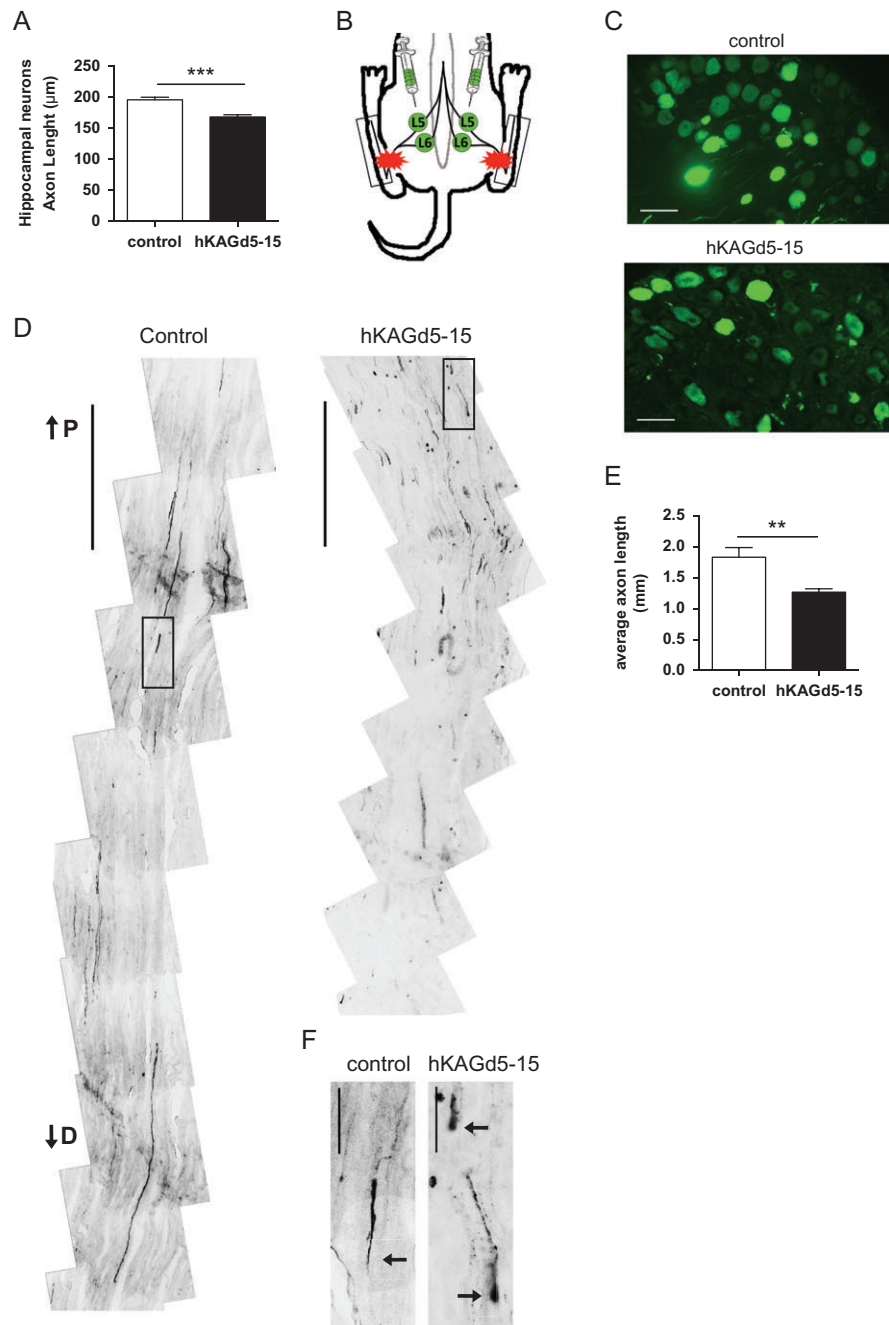 A
Hippocampal neurons
Axon Lenght (μm)
250
200
150
100
50
0
***
control
hKAGd5-15
B
L5
L5
L6
L6
C
control
hKAGd5-15
D
Control
hKAGd5-15
P
D
E
average axon length
(mm)
2.5
2.0
1.5
1.0
0.5
0.0
**
control
hKAGd5-15
F
control
hKAGd5-15